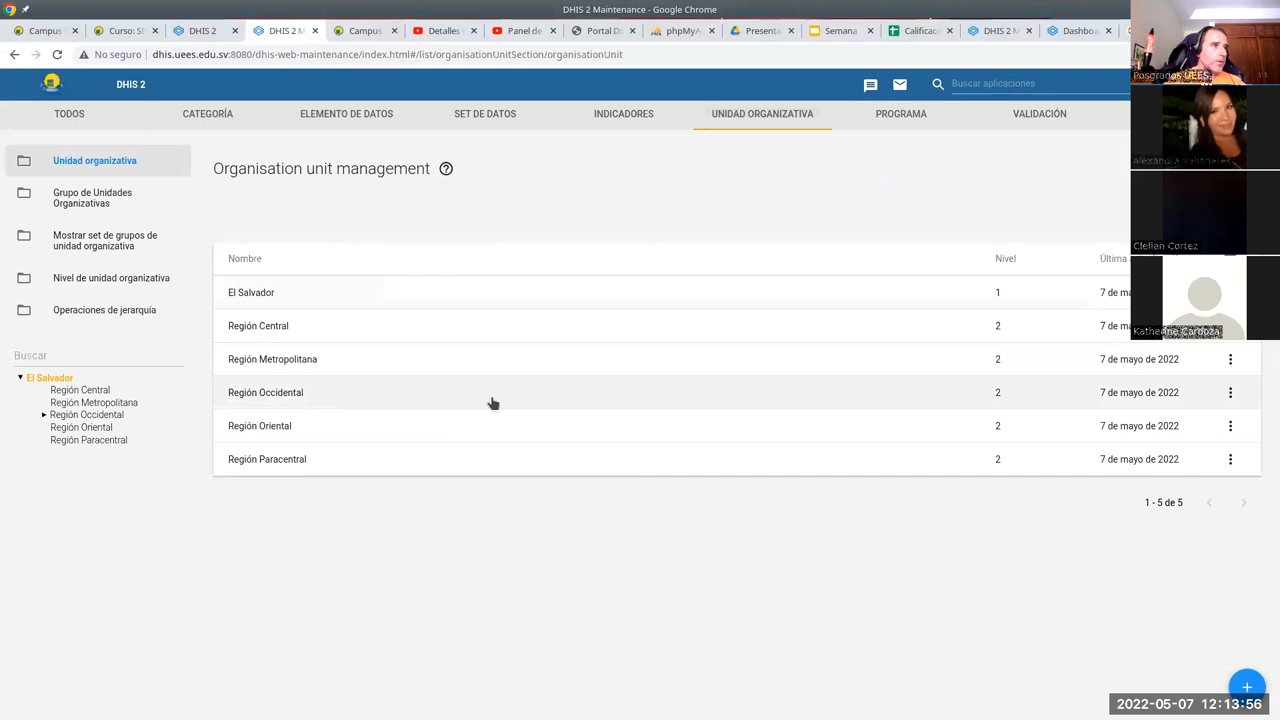 DHIS 2 Maintenance - Google Chrome
Campus
Curso: SE
DHIS 2
DHIS 2 M
Campus
Detalles
Panel de
Portal Do
phpMyA
Presenta
Semana
Calificac
DHIS 2 M
Dashboa
No seguro
dhis.uees.edu.sv:8080/dhis-web-maintenance/index.html#/list/organisationUnitSection/organisationUnit
Posgrados UEES
DHIS 2
Buscar aplicaciones
TODOS
CATEGORÍA
ELEMENTO DE DATOS
SET DE DATOS
INDICADORES
UNIDAD ORGANIZATIVA
PROGRAMA
VALIDACIÓN
Unidad organizativa
Grupo de Unidades
Organizativas
Mostrar set de grupos de
unidad organizativa
Nivel de unidad organizativa
Operaciones de jerarquía
Buscar
El Salvador
Región Central
Región Metropolitana
Región Occidental
Región Oriental
Región Paracentral
Organisation unit management
Nombre Nivel Última
El Salvador 1 7 de m
Región Central 2 7 de m
Región Metropolitana 2 7 de mayo de 2022
Región Occidental 2 7 de mayo de 2022
Región Oriental 2 7 de mayo de 2022
Región Paracentral 2 7 de mayo de 2022
1 - 5 de 5
Clelian Cortez
Katherine Cardoza
2022-05-07 12:13:56